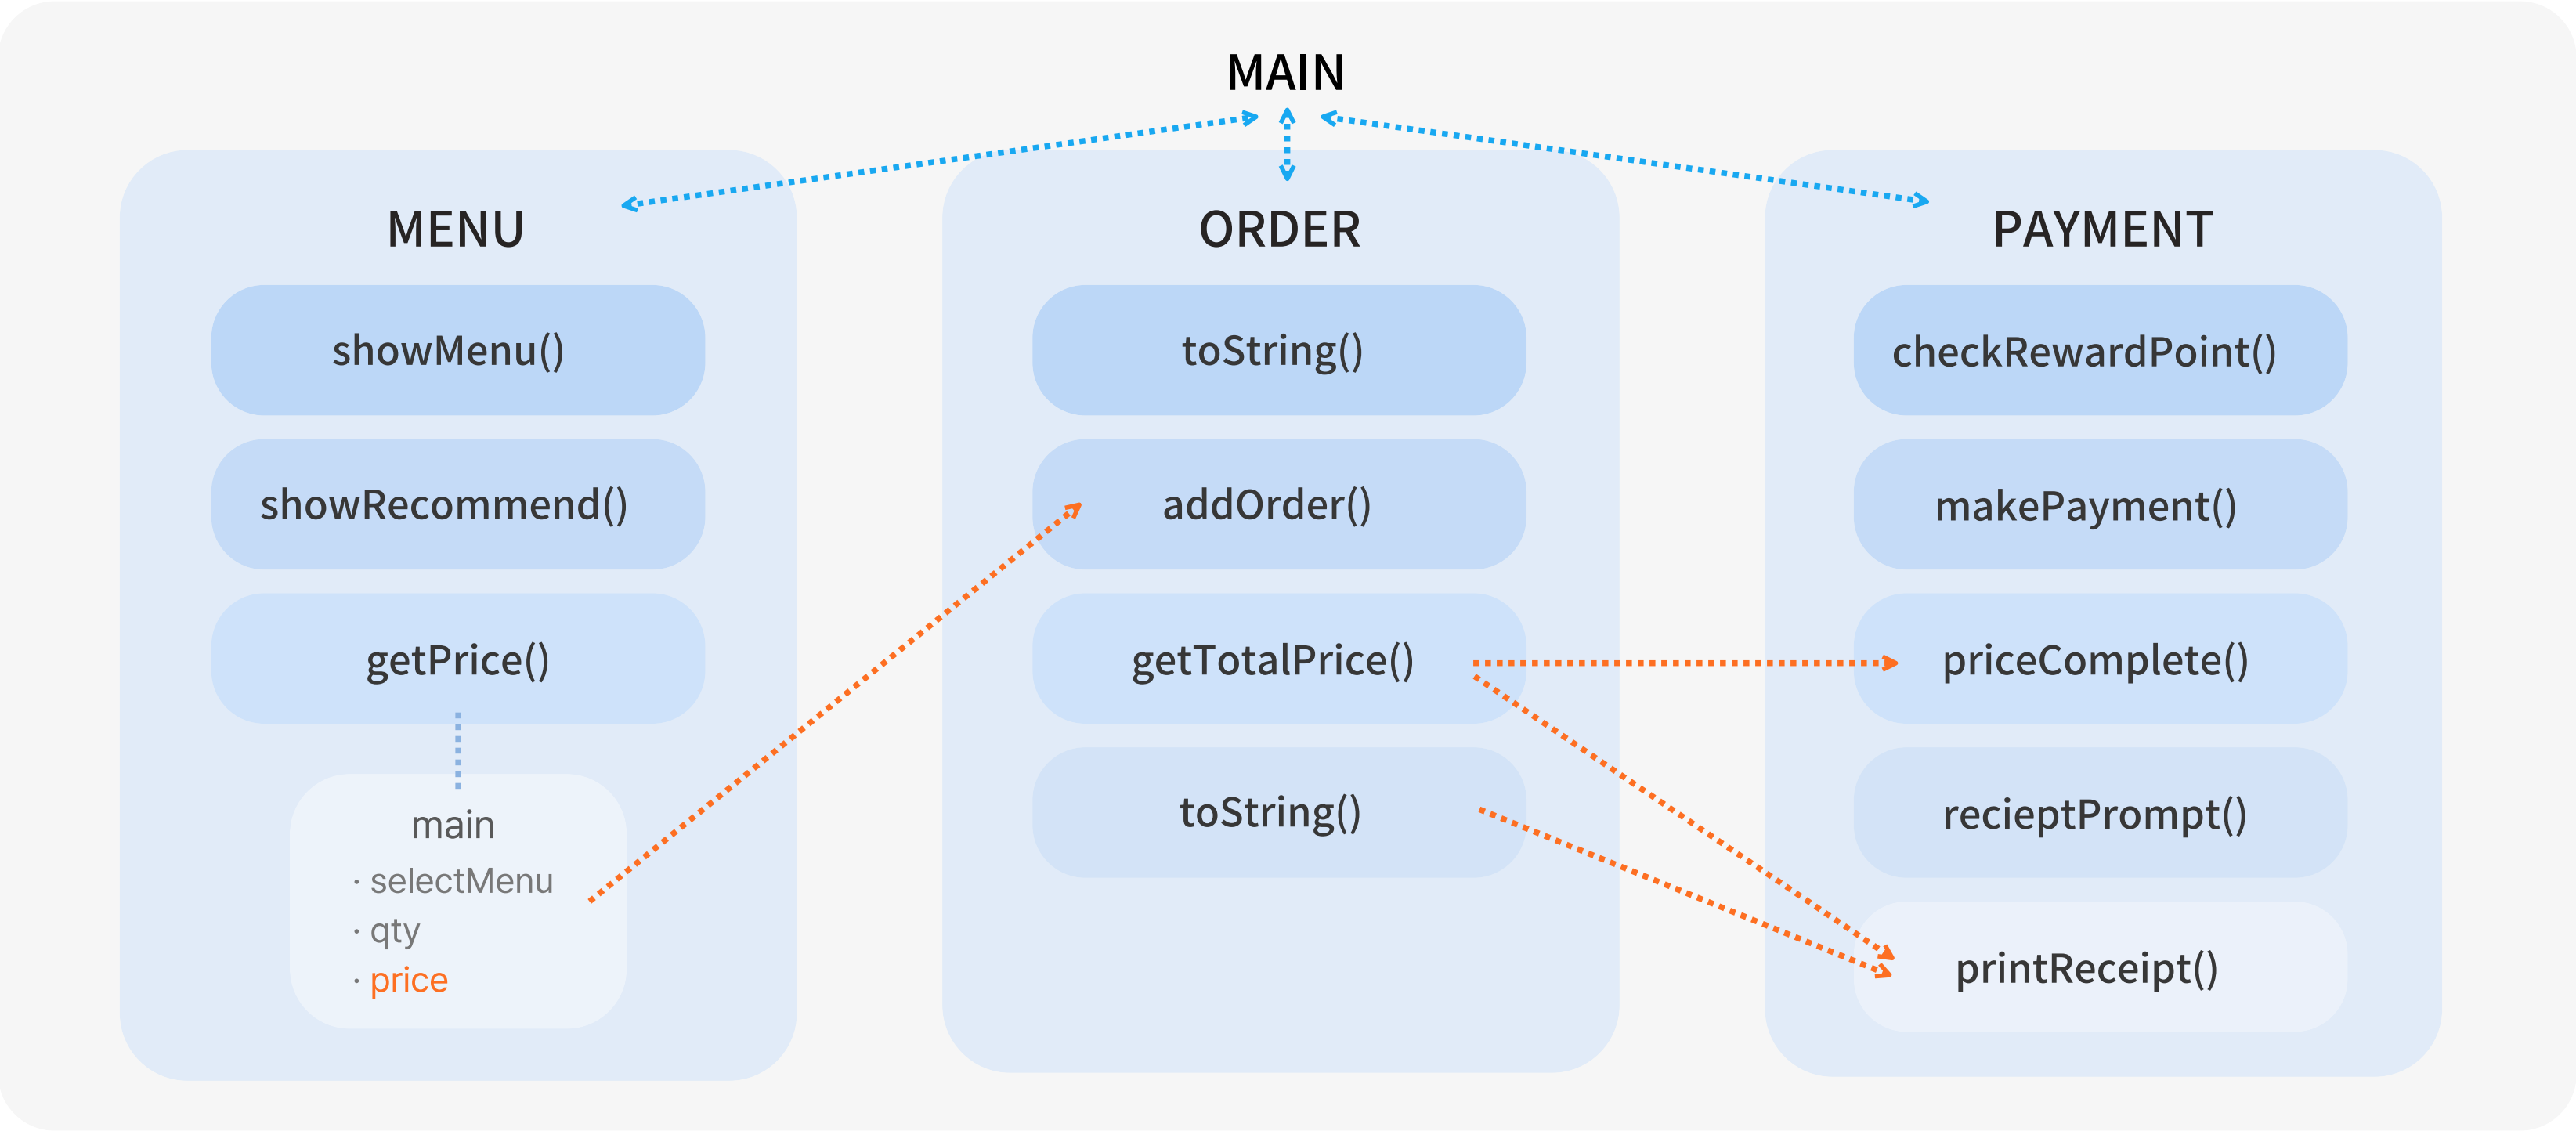 MAIN
MENU
showMenu()
showRecommend()
getPrice()
main
· selectMenu
· qty
· price
ORDER
toString()
addOrder()
getTotalPrice()
toString()
PAYMENT
checkRewardPoint()
makePayment()
priceComplete()
recieptPrompt()
printReceipt()